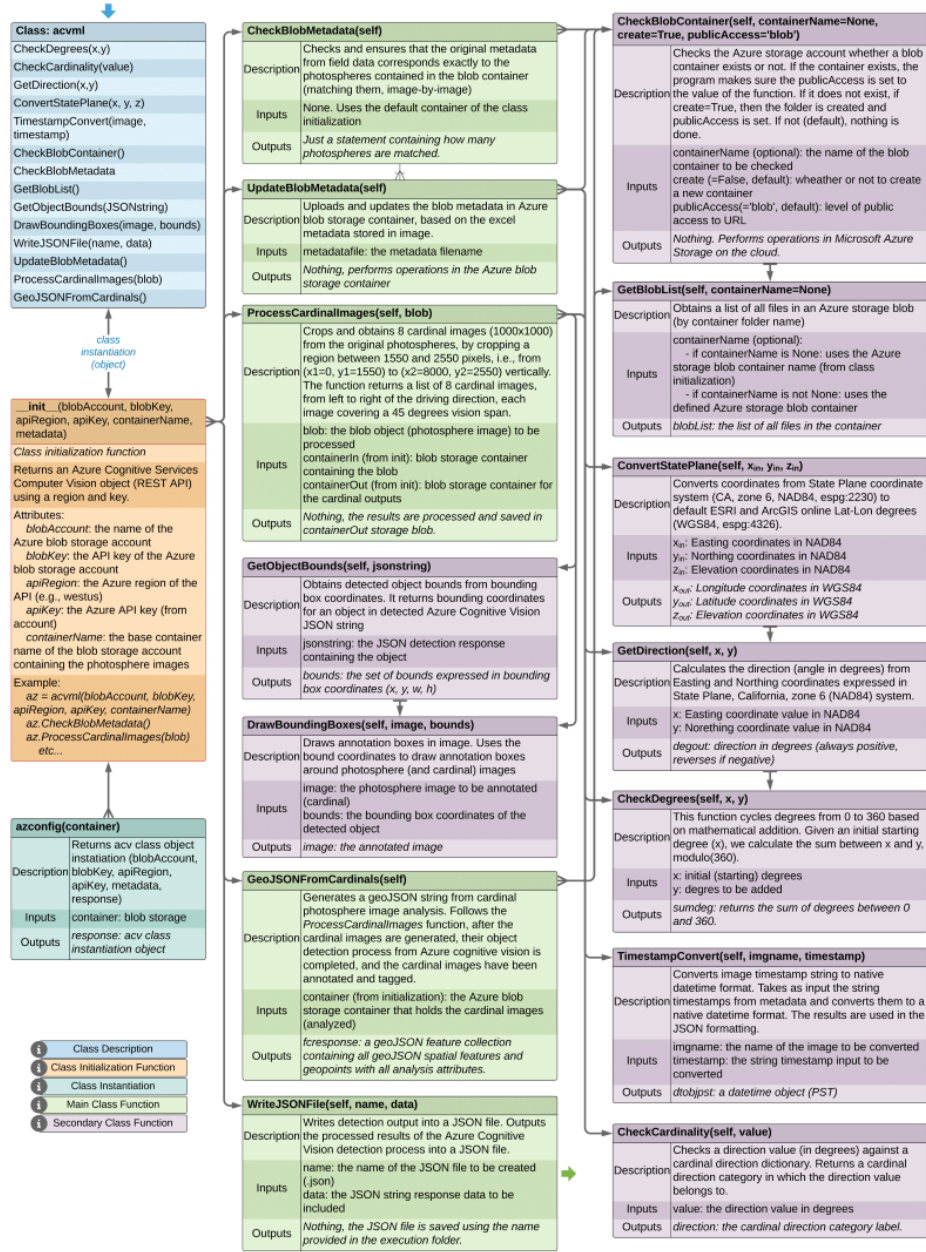 Class: acvml
CheckDegrees(x,y)
CheckCardinality(value)
GetDirection(x,y)
ConvertStatePlane(x, y, z)
TimestampConvert(image,
timestamp)
CheckBlobContainer()
CheckBlobMetadata
GetBlobList()
GetObjectBounds(JSONstring)
DrawBoundingBoxes(image, bounds)
WriteJSONFile(name, data)
UpdateBlobMetadata()
ProcessCardinalImages(blob)
GeoJSONFromCardinals()
class
instantiation
(object)
__init__(blobAccount, blobKey,
apiRegion, apiKey, containerName,
metadata)
Class initialization function
Returns an Azure Cognitive Services
Computer Vision object (REST API)
using a region and key.
Attributes:
blobAccount: the name of the
Azure blob storage account
blobKey: the API key of the Azure
blob storage account
apiRegion: the Azure region of the
API (e.g., westus)
apiKey: the Azure API key (from
account)
containerName: the base container
name of the blob storage account
containing the photosphere images
Example:
az = acvml(blobAccount, blobKey,
apiRegion, apiKey, containerName)
az.CheckBlobMetadata()
az.ProcessCardinalImages(blob)
etc...
azconfig(container)
Description
Returns acv class object
instatiation (blobAccount,
blobKey, apiRegion,
apiKey, metadata,
response)
Inputs
container: blob storage
Outputs
response: acv class
instantiation object
Class Description
Class Initialization Function
Class Instantiation
Main Class Function
Secondary Class Function
CheckBlobMetadata(self)
Description
Checks and ensures that the original metadata
from field data corresponds exactly to the
photospheres contained in the blob container
(matching them, image-by-image)
Inputs
None. Uses the default container of the class
initialization
Outputs
Just a statement containing how many
photospheres are matched.
UpdateBlobMetadata(self)
Description
Uploads and updates the blob metadata in Azure
blob storage container, based on the excel
metadata stored in image.
Inputs
metadatafile: the metadata filename
Outputs
Nothing, performs operations in the Azure blob
storage container
ProcessCardinalImages(self, blob)
Description
Crops and obtains 8 cardinal images (1000x1000)
from the original photospheres, by cropping a
region between 1550 and 2550 pixels, i.e., from
(x1=0, y1=1550) to (x2=8000, y2=2550) vertically.
The function returns a list of 8 cardinal images,
from left to right of the driving direction, each
image covering a 45 degrees vision span.
Inputs
blob: the blob object (photosphere image) to be
processed
containerIn (from init): blob storage container
containing the blob
containerOut (from init): blob storage container for
the cardinal outputs
Outputs
Nothing, the results are processed and saved in
containerOut storage blob.
GetObjectBounds(self, jsonstring)
Description
Obtains detected object bounds from bounding
box coordinates. It returns bounding coordinates
for an object in detected Azure Cognitive Vision
JSON string
Inputs
jsonstring: the JSON detection response
containing the object
Outputs
bounds: the set of bounds expressed in bounding
box coordinates (x, y, w, h)
DrawBoundingBoxes(self, image, bounds)
Description
Draws annotation boxes in image. Uses the
bound coordinates to draw annotation boxes
around photosphere (and cardinal) images
Inputs
image: the photosphere image to be annotated
(cardinal)
bounds: the bounding box coordinates of the
detected object
Outputs
image: the annotated image
GeoJSONFromCardinals(self)
Description
Generates a geoJSON string from cardinal
photosphere image analysis. Follows the
ProcessCardinalImages function, after the
cardinal images are generated, their object
detection process from Azure cognitive vision is
completed, and the cardinal images have been
annotated and tagged.
Inputs
container (from initialization): the Azure blob
storage container that holds the cardinal images
(analyzed)
Outputs
fcresponse: a geoJSON feature collection
containing all geoJSON spatial features and
geopoints with all analysis attributes.
WriteJSONFile(self, name, data)
Description
Writes detection output into a JSON file. Outputs
the processed results of the Azure Cognitive
Vision detection process into a JSON file.
Inputs
name: the name of the JSON file to be created
(.json)
data: the JSON string response data to be
included
Outputs
Nothing, the JSON file is saved using the name
provided in the execution folder.
CheckBlobContainer(self, containerName=None,
create=True, publicAccess='blob')
Description
Checks the Azure storage account whether a blob
container exists or not. If the container exists, the
program makes sure the publicAccess is set to
the value of the function. If it does not exist, if
create=True, then the folder is created and
publicAccess is set. If not (default), nothing is
done.
Inputs
containerName (optional): the name of the blob
container to be checked
create (=False, default): wheather or not to create
a new container
publicAccess(='blob', default): level of public
access to URL
Outputs
Nothing. Performs operations in Microsoft Azure
Storage on the cloud.
GetBlobList(self, containerName=None)
Description
Obtains a list of all files in an Azure storage blob
(by container folder name)
Inputs
containerName (optional):
- if containerName is None: uses the Azure
storage blob container name (from class
initialization)
- if containerName is not None: uses the
defined Azure storage blob container
Outputs
blobList: the list of all files in the container
ConvertStatePlane(self, xin, yin, zin)
Description
Converts coordinates from State Plane coordinate
system (CA, zone 6, NAD84, espg:2230) to
default ESRI and ArcGIS online Lat-Lon degrees
(WGS84, espg:4326).
Inputs
xin: Easting coordinates in NAD84
yin: Northing coordinates in NAD84
zin: Elevation coordinates in NAD84
Outputs
xout: Longitude coordinates in WGS84
yout: Latitude coordinates in WGS84
zout: Elevation coordinates in WGS84
GetDirection(self, x, y)
Description
Calculates the direction (angle in degrees) from
Easting and Northing coordinates expressed in
State Plane, California, zone 6 (NAD84) system.
Inputs
x: Easting coordinate value in NAD84
y: Norething coordinate value in NAD84
Outputs
degout: direction in degrees (always positive,
reverses if negative)
CheckDegrees(self, x, y)
Description
This function cycles degrees from 0 to 360 based
on mathematical addition. Given an initial starting
degree (x), we calculate the sum between x and y,
modulo(360).
Inputs
x: initial (starting) degrees
y: degres to be added
Outputs
sumdeg: returns the sum of degrees between 0
and 360.
TimestampConvert(self, imgname, timestamp)
Description
Converts image timestamp string to native
datetime format. Takes as input the string
timestamps from metadata and converts them to a
native datetime format. The results are used in the
JSON formatting.
Inputs
imgname: the name of the image to be converted
timestamp: the string timestamp input to be
converted
Outputs
dtobjpst: a datetime object (PST)
CheckCardinality(self, value)
Description
Checks a direction value (in degrees) against a
cardinal direction dictionary. Returns a cardinal
direction category in which the direction value
belongs to.
Inputs
value: the direction value in degrees
Outputs
direction: the cardinal direction category label.